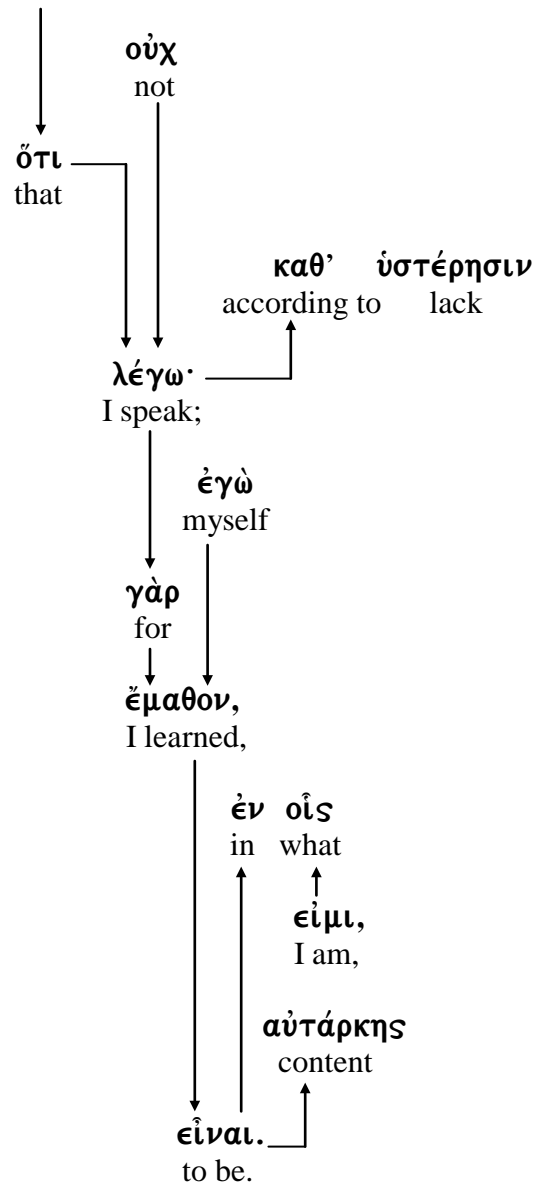 οὐχ
not
ὅτι
that
καθ’ ὑστέρησιν
according to lack
λέγω·
I speak;
ἐγὼ
myself
γὰρ
for
ἔμαθον,
I learned,
ἐν οἷς
in what
εἰμι,
I am,
αὐτάρκης
content
εἶναι.
to be.